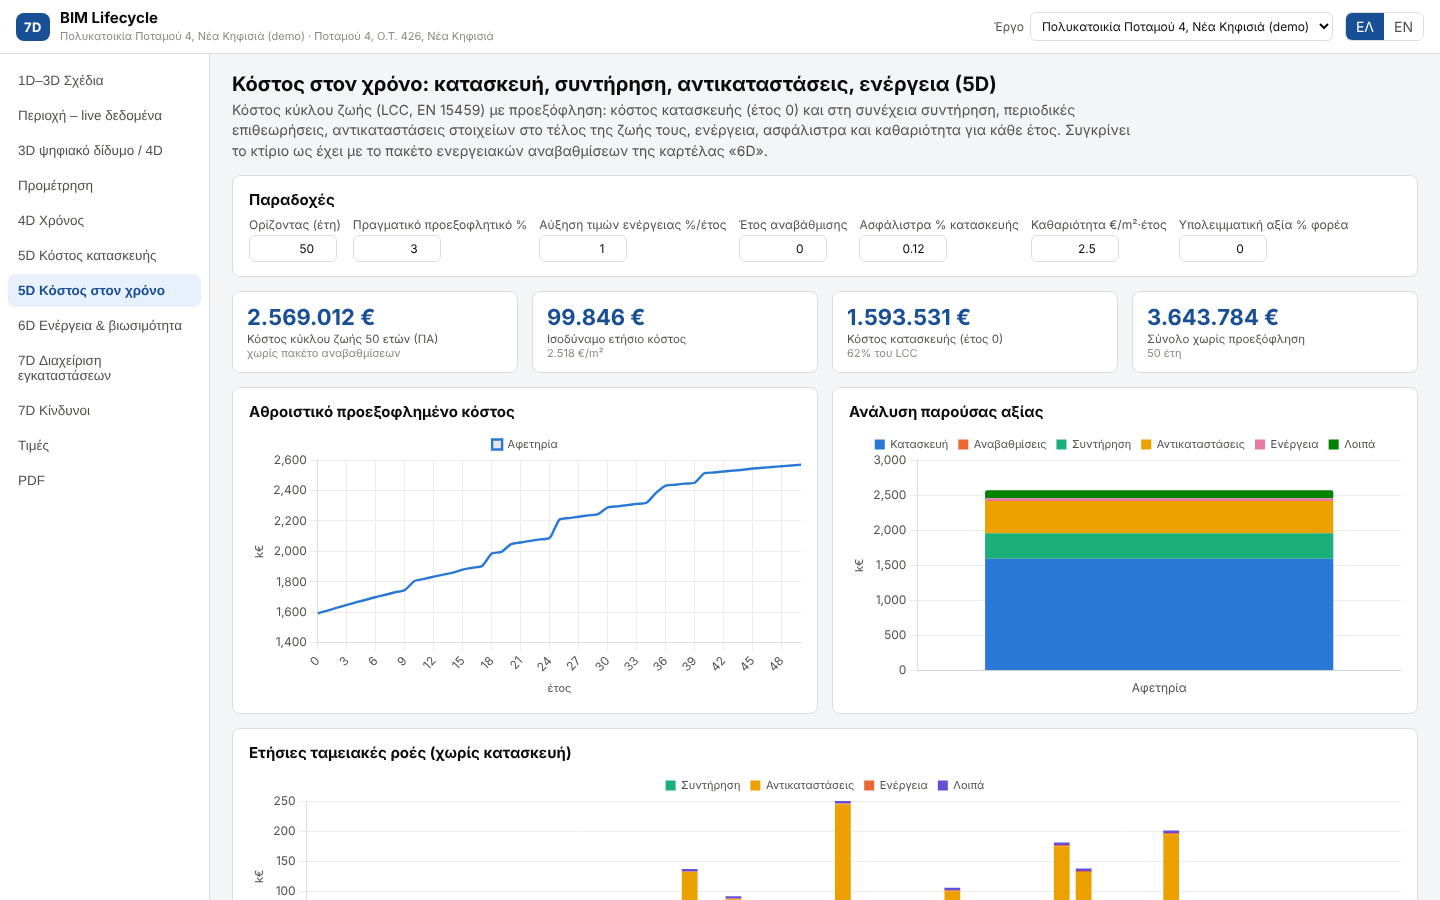 7D
BIM Lifecycle
Πολυκατοικία Ποταμού 4, Νέα Κηφισιά (demo) · Ποταμού 4, Ο.Τ. 426, Νέα Κηφισιά
Έργο
Πολυκατοικία Ποταμού 4, Νέα Κηφισιά (demo)
ΕΛ
EN
1D–3D Σχέδια
Περιοχή – live δεδομένα
3D ψηφιακό δίδυμο / 4D
Προμέτρηση
4D Χρόνος
5D Κόστος κατασκευής
5D Κόστος στον χρόνο
6D Ενέργεια & βιωσιμότητα
7D Διαχείριση
εγκαταστάσεων
7D Κίνδυνοι
Τιμές
PDF
Κόστος στον χρόνο: κατασκευή, συντήρηση, αντικαταστάσεις, ενέργεια (5D)
Κόστος κύκλου ζωής (LCC, EN 15459) με προεξόφληση: κόστος κατασκευής (έτος 0) και στη συνέχεια συντήρηση, περιοδικές
επιθεωρήσεις, αντικαταστάσεις στοιχείων στο τέλος της ζωής τους, ενέργεια, ασφάλιστρα και καθαριότητα για κάθε έτος. Συγκρίνει
το κτίριο ως έχει με το πακέτο ενεργειακών αναβαθμίσεων της καρτέλας «6D».
Παραδοχές
Ορίζοντας (έτη) Πραγματικό προεξοφλητικό % Αύξηση τιμών ενέργειας %/έτος Έτος αναβάθμισης Ασφάλιστρα % κατασκευής Καθαριότητα €/m²·έτος Υπολειμματική αξία % φορέα
50 3 1 0 0.12 2.5 0
2.569.012 €
Κόστος κύκλου ζωής 50 ετών (ΠΑ)
χωρίς πακέτο αναβαθμίσεων
99.846 €
Ισοδύναμο ετήσιο κόστος
2.518 €/m²
1.593.531 €
Κόστος κατασκευής (έτος 0)
62% του LCC
3.643.784 €
Σύνολο χωρίς προεξόφληση
50 έτη
Αθροιστικό προεξοφλημένο κόστος
Αφετηρία
2,600
2,400
2,200
2,000
1,800
1,600
1,400
k€
0 3 6 9 12 15 18 21 24 27 30 33 36 39 42 45 48
έτος
Ανάλυση παρούσας αξίας
Κατασκευή Αναβαθμίσεις Συντήρηση Αντικαταστάσεις Ενέργεια Λοιπά
3,000
2,500
2,000
1,500
1,000
500
0
k€
Αφετηρία
Ετήσιες ταμειακές ροές (χωρίς κατασκευή)
Συντήρηση Αντικαταστάσεις Ενέργεια Λοιπά
250
200
150
100
k€